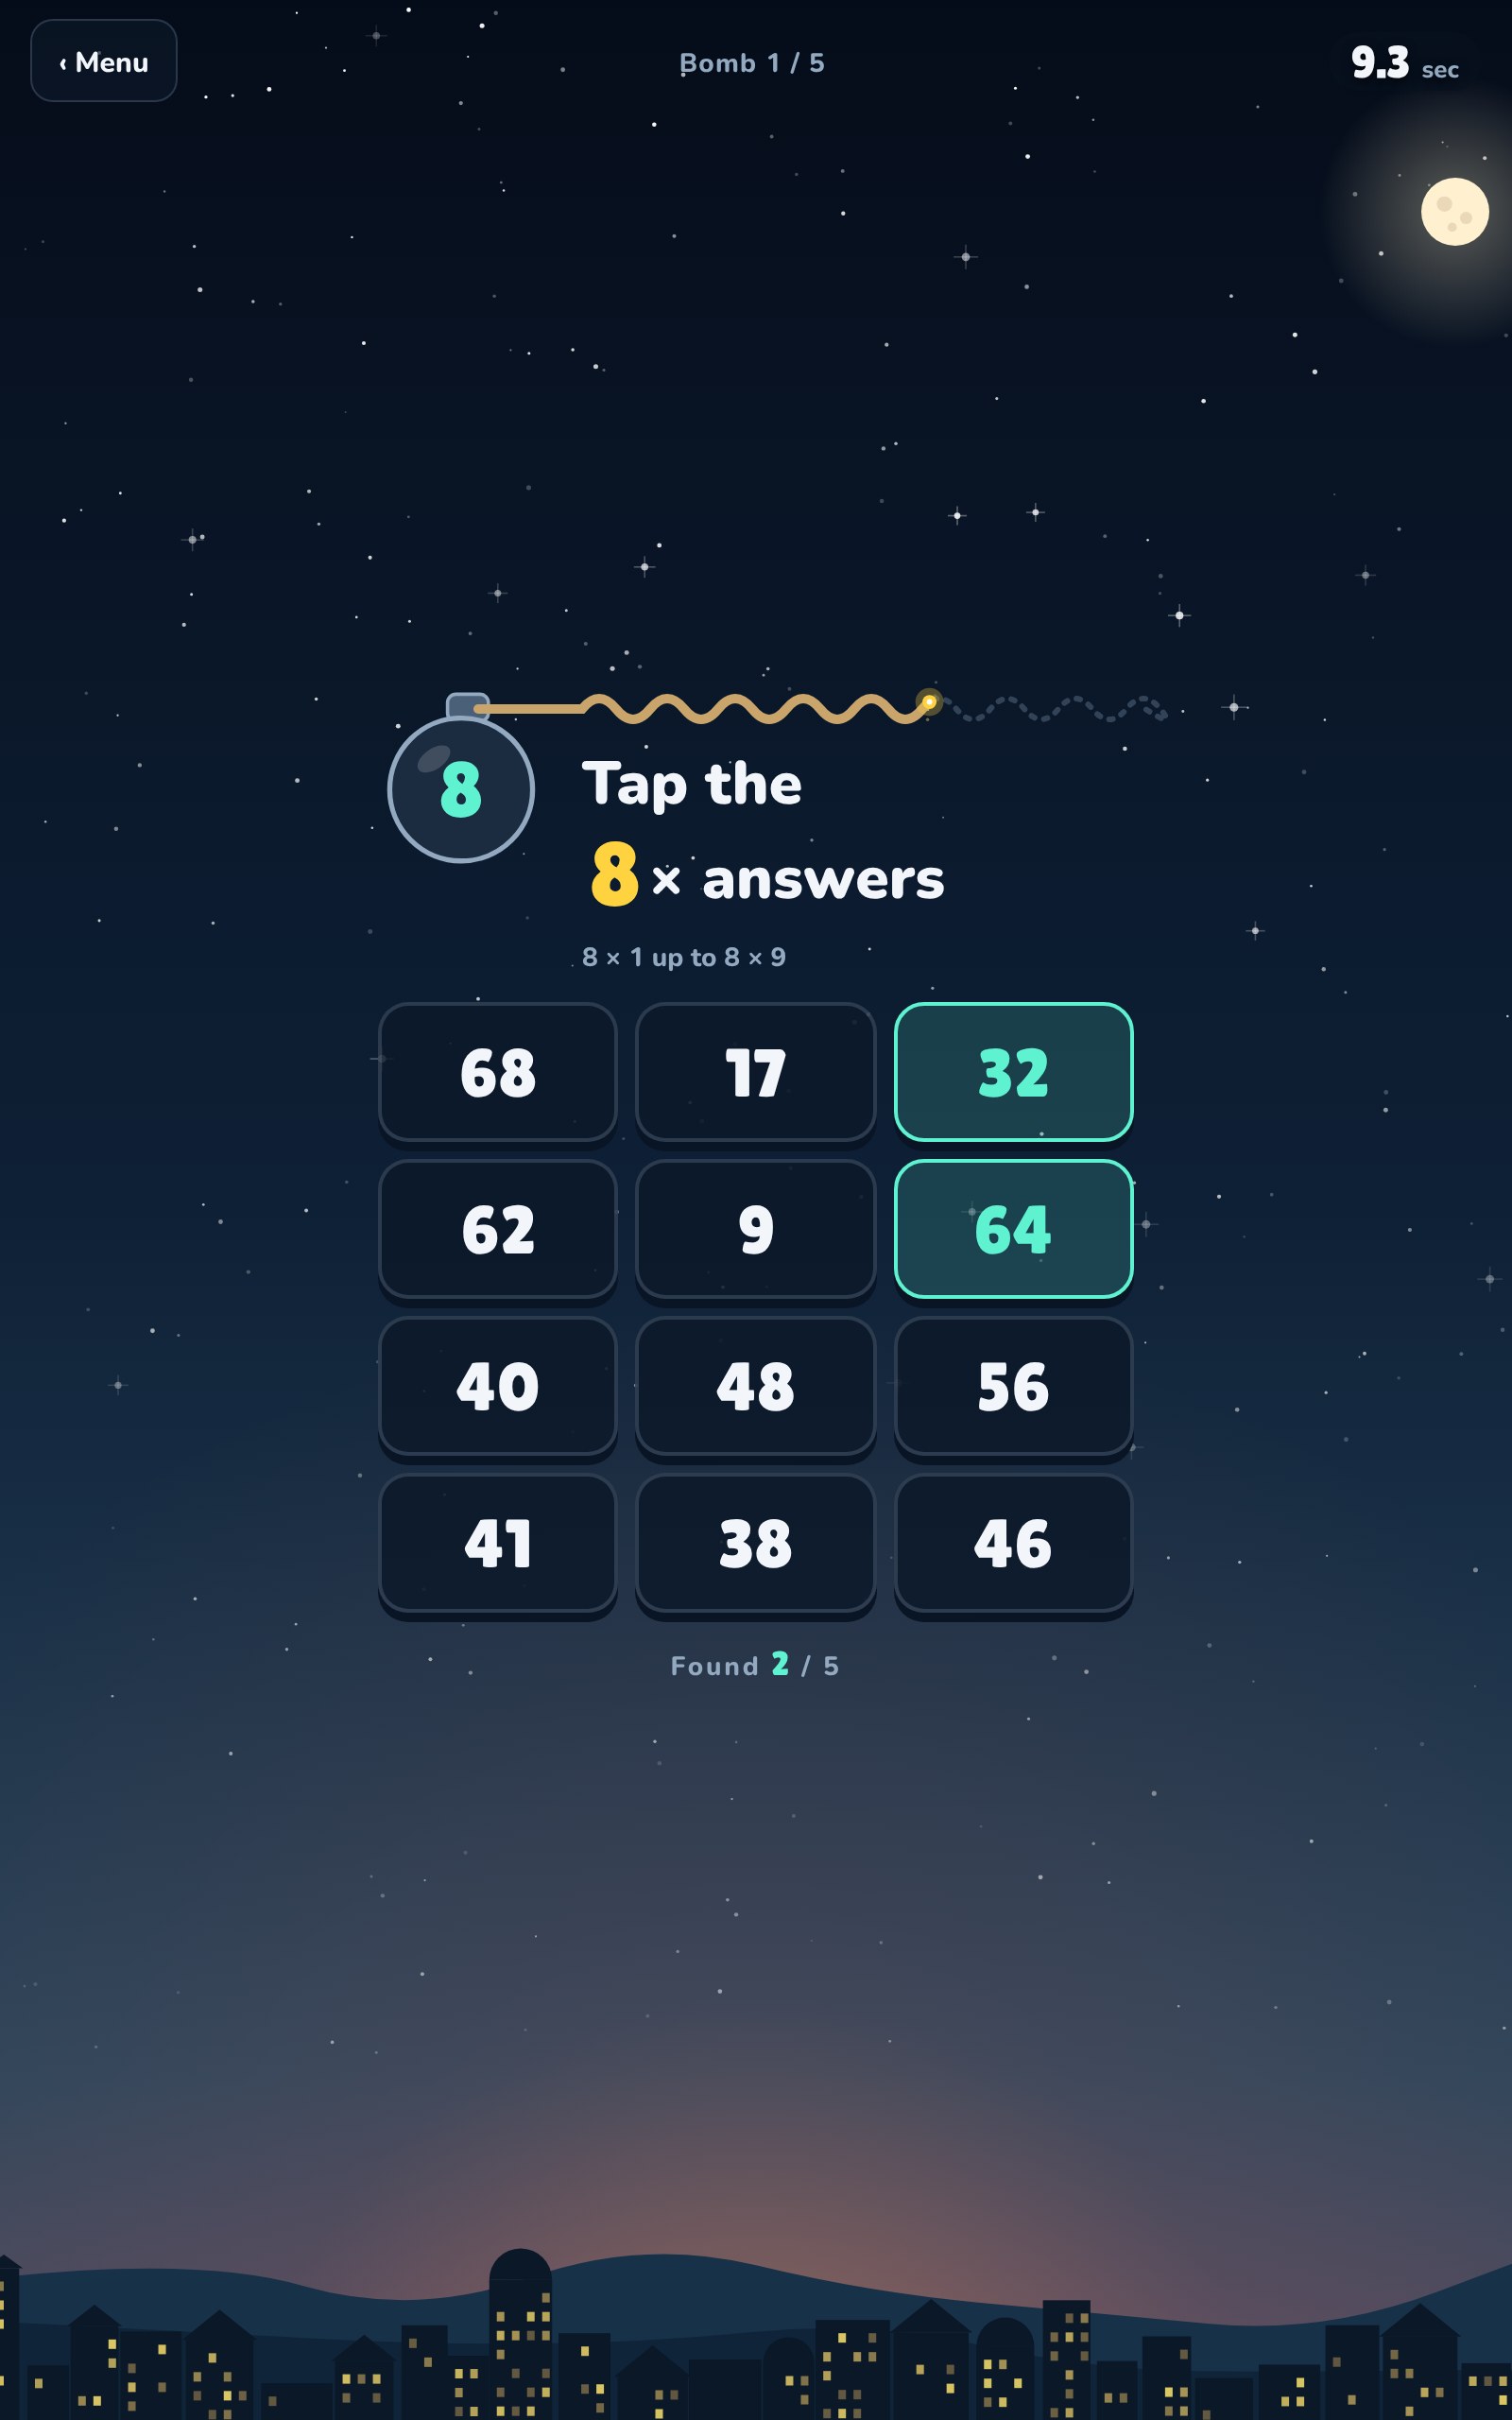 ‹ Menu
Bomb 1 / 5
9.3 sec
8
Tap the
8 × answers
8 × 1 up to 8 × 9
68 17 32
62 9 64
40 48 56
41 38 46
Found 2 / 5